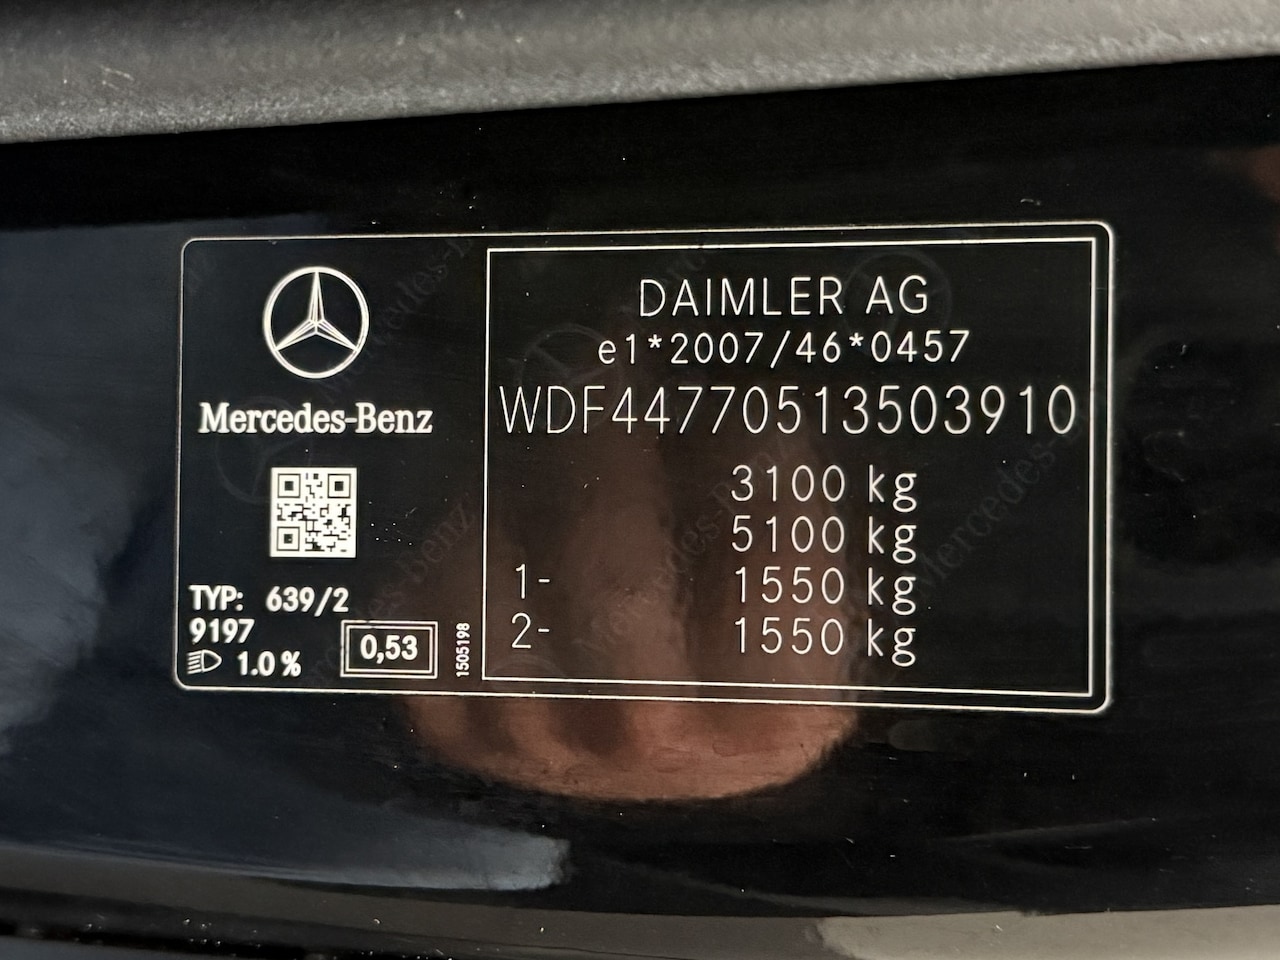 Mercedes-Benz
TYP: 639/2
9197
1.0 %
0,53
1505198
DAIMLER AG
e1*2007/46*0457
WDF44770513503910
3100 kg
5100 kg
1- 1550 kg
2- 1550 kg